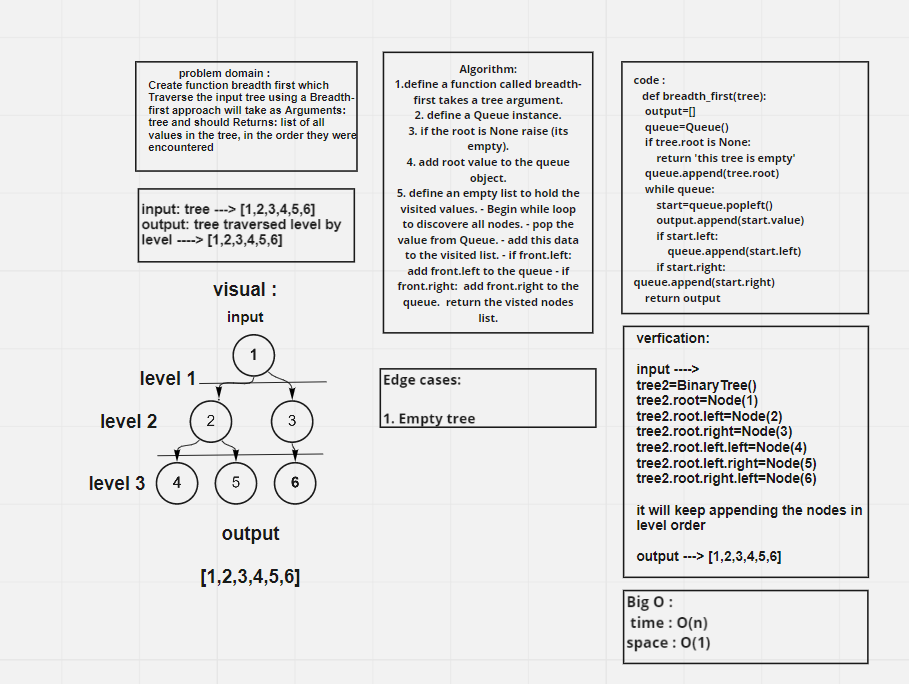 problem domain :
Create function breadth first which
Traverse the input tree using a Breadth-
first approach will take as Arguments:
tree and should Returns: list of all
values in the tree, in the order they were
encountered
input: tree ---> [1,2,3,4,5,6]
output: tree traversed level by
level ----> [1,2,3,4,5,6]
visual :
input
1
level 1
level 2
2
3
level 3
4
5
6
output
[1,2,3,4,5,6]
Algorithm:
1.define a function called breadth-
first takes a tree argument.
2. define a Queue instance.
3. if the root is None raise (its
empty).
4. add root value to the queue
object.
5. define an empty list to hold the
visited values. - Begin while loop
to discovere all nodes. - pop the
value from Queue. - add this data
to the visited list. - if front.left:
add front.left to the queue - if
front.right:  add front.right to the
queue.  return the visted nodes
list.
Edge cases:
1. Empty tree
code :
def breadth_first(tree):
output=[]
queue=Queue()
if tree.root is None:
return 'this tree is empty'
queue.append(tree.root)
while queue:
start=queue.popleft()
output.append(start.value)
if start.left:
queue.append(start.left)
if start.right:
queue.append(start.right)
return output
verfication:
input ---->
tree2=BinaryTree()
tree2.root=Node(1)
tree2.root.left=Node(2)
tree2.root.right=Node(3)
tree2.root.left.left=Node(4)
tree2.root.left.right=Node(5)
tree2.root.right.left=Node(6)
it will keep appending the nodes in
level order
output ---> [1,2,3,4,5,6]
Big O :
time : O(n)
space : O(1)